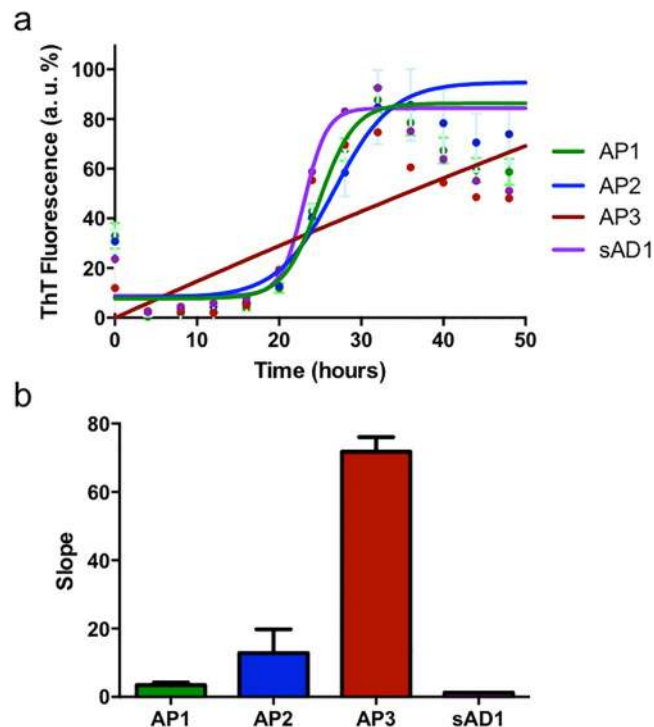 a
ThT Fluorescence (a. u. %)
100
80
60
40
20
0
0 10 20 30 40 50
Time (hours)
AP1
AP2
AP3
sAD1
b
Slope
80
60
40
20
0
AP1 AP2 AP3 sAD1